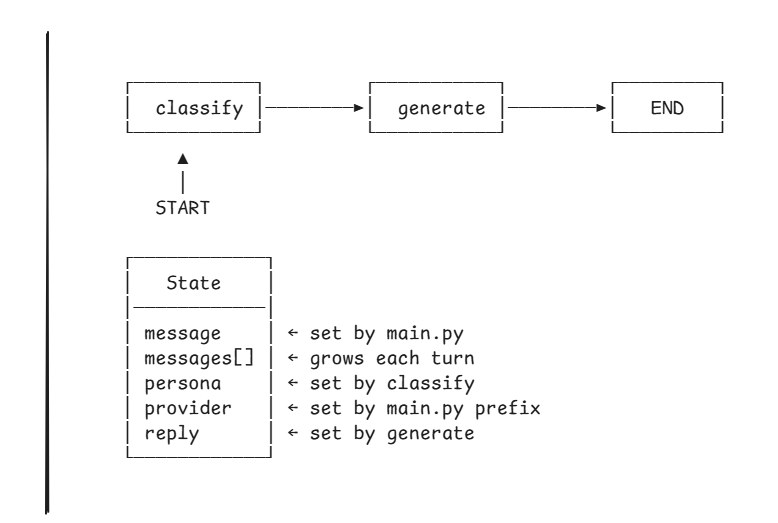 classify generate END
START
State
message ← set by main.py
messages[] ← grows each turn
persona ← set by classify
provider ← set by main.py prefix
reply ← set by generate